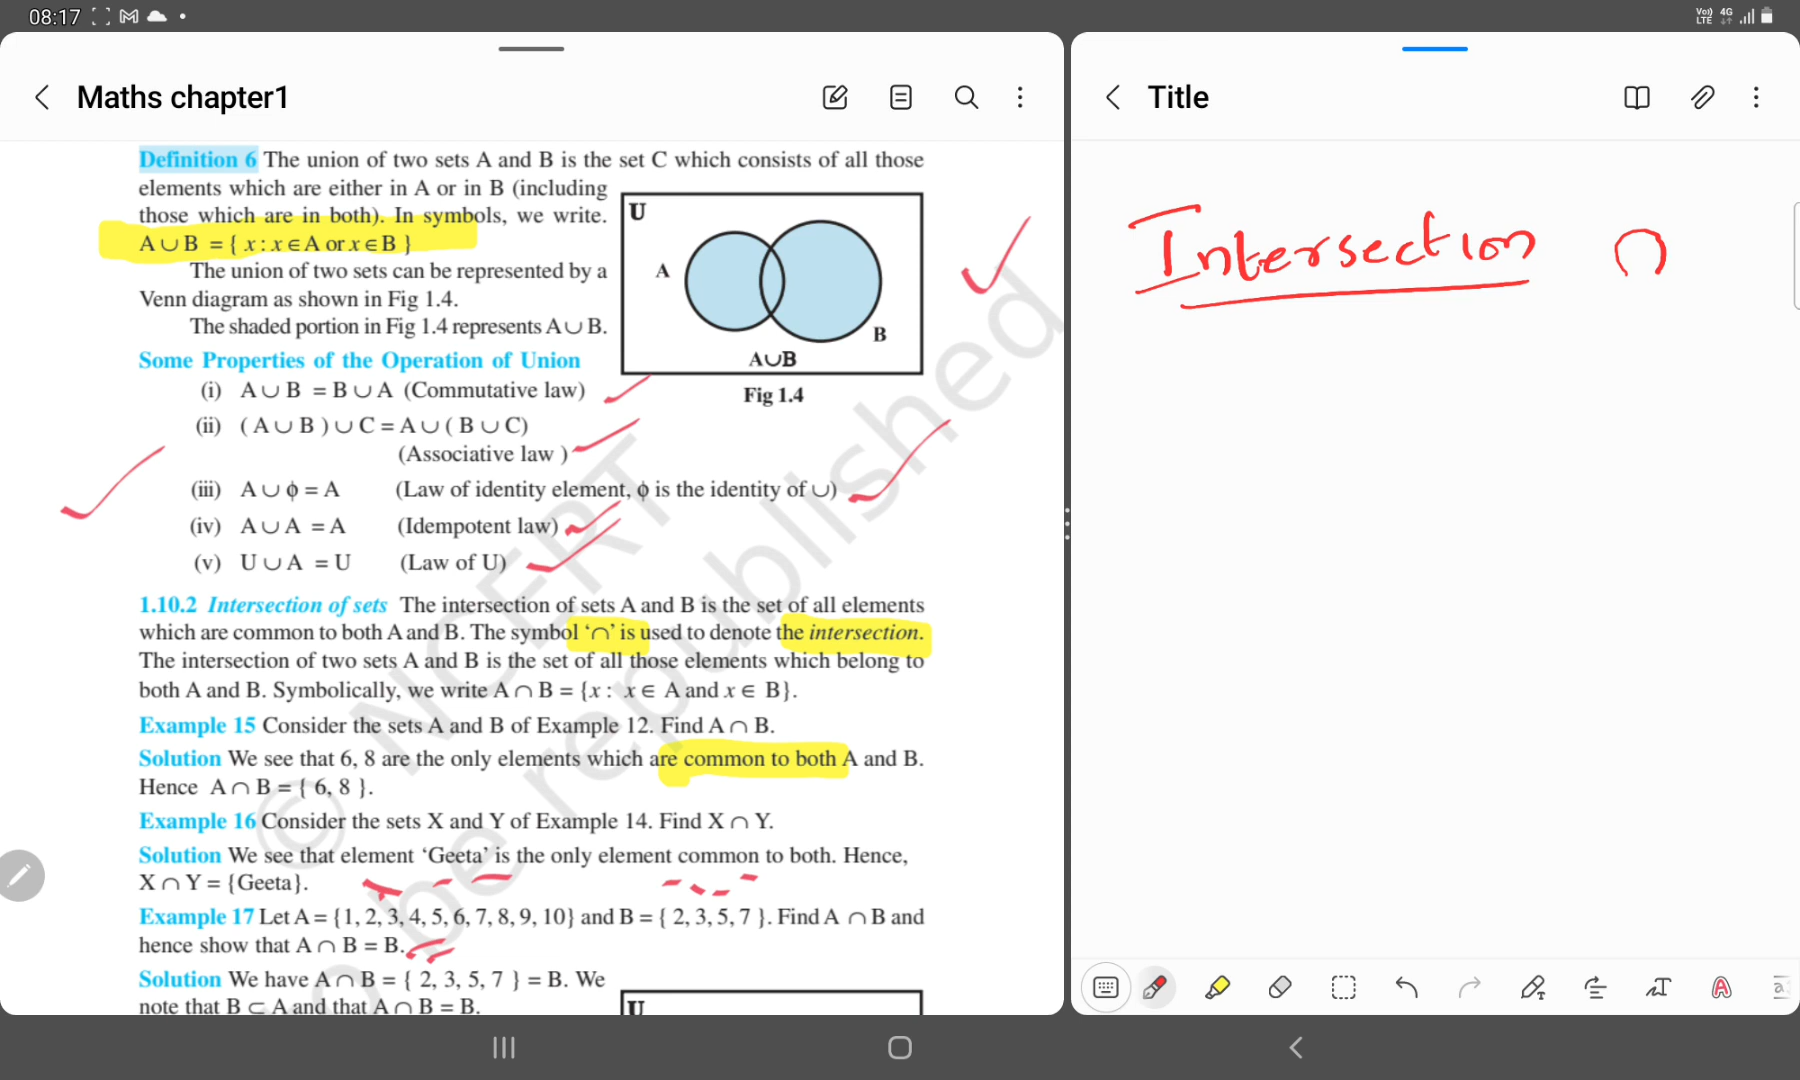 08:17
Vo)) LTE 4G
Maths chapter1
Definition 6 The union of two sets A and B is the set C which consists of all those
elements which are either in A or in B (including
those which are in both). In symbols, we write.
A ∪ B = { x : x ∈ A or x ∈ B }
The union of two sets can be represented by a
Venn diagram as shown in Fig 1.4.
The shaded portion in Fig 1.4 represents A ∪ B.
U
A
B
A∪B
Fig 1.4
Some Properties of the Operation of Union
(i) A ∪ B = B ∪ A (Commutative law)
(ii) ( A ∪ B ) ∪ C = A ∪ ( B ∪ C)
(Associative law )
(iii) A ∪ ϕ = A (Law of identity element, ϕ is the identity of ∪)
(iv) A ∪ A = A (Idempotent law)
(v) U ∪ A = U (Law of U)
1.10.2 Intersection of sets The intersection of sets A and B is the set of all elements
which are common to both A and B. The symbol ‘∩’ is used to denote the intersection.
The intersection of two sets A and B is the set of all those elements which belong to
both A and B. Symbolically, we write A ∩ B = {x : x ∈ A and x ∈ B}.
Example 15 Consider the sets A and B of Example 12. Find A ∩ B.
Solution We see that 6, 8 are the only elements which are common to both A and B.
Hence A ∩ B = { 6, 8 }.
Example 16 Consider the sets X and Y of Example 14. Find X ∩ Y.
Solution We see that element ‘Geeta’ is the only element common to both. Hence,
X ∩ Y = {Geeta}.
Example 17 Let A = {1, 2, 3, 4, 5, 6, 7, 8, 9, 10} and B = { 2, 3, 5, 7 }. Find A ∩ B and
hence show that A ∩ B = B.
Solution We have A ∩ B = { 2, 3, 5, 7 } = B. We
note that B ⊂ A and that A ∩ B = B.
U
© NCERT
o be republished
Title
Intersection ∩